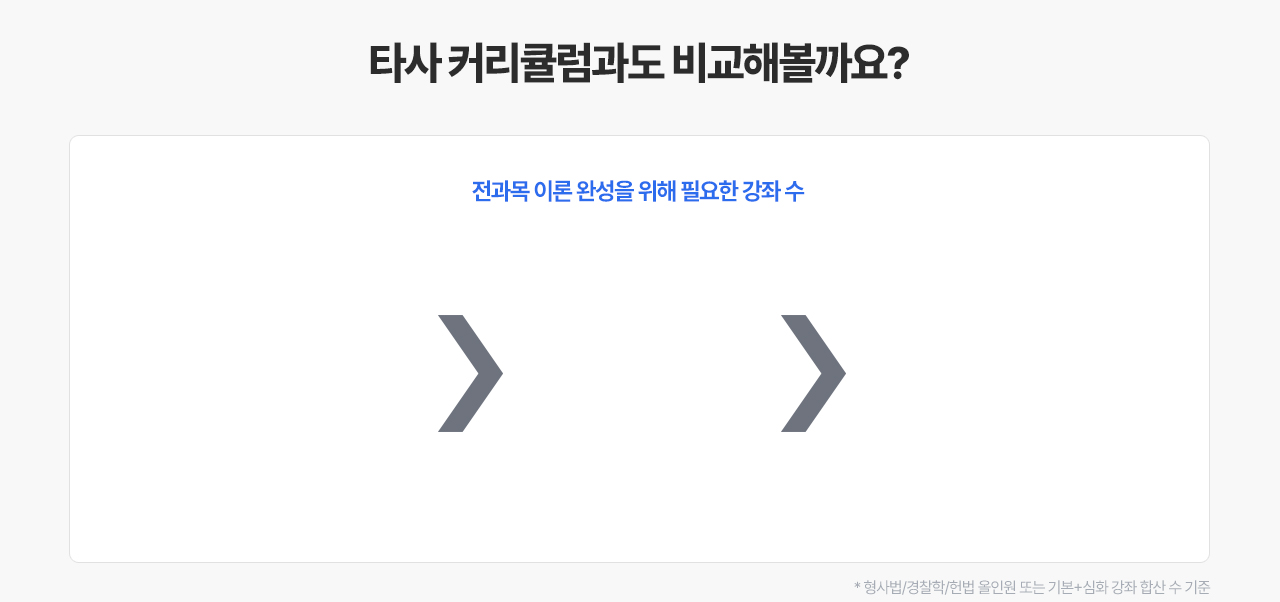 타사 커리큘럼과도 비교해볼까요?
전과목 이론 완성을 위해 필요한 강좌 수
* 형사법/경찰학/헌법 올인원 또는 기본+심화 강좌 합산 수 기준